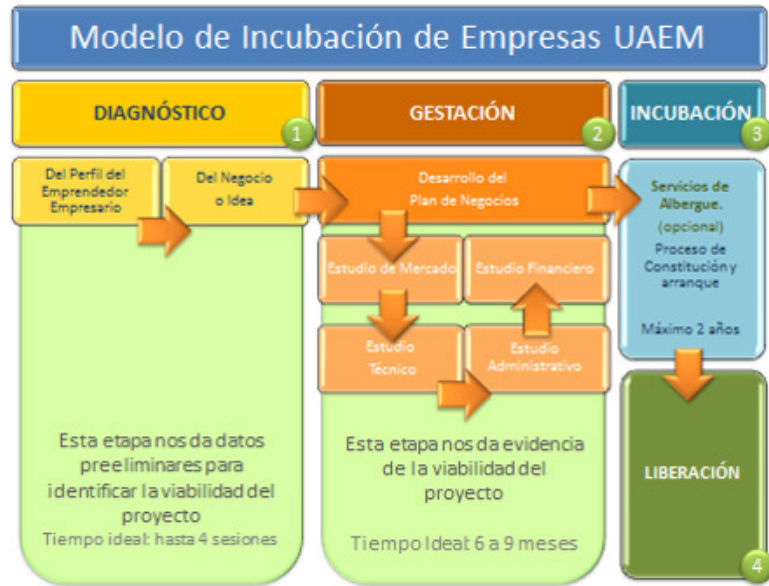 Modelo de Incubación de Empresas UAEM
DIAGNÓSTICO
1
GESTACIÓN
2
INCUBACIÓN
3
Del Perfil del
Emprendedor
Empresario
Del Negocio
o Idea
Desarrollo del
Plan de Negocios
Servicios de
Albergue.
(opcional)
Proceso de
Constitución y
arranque
Máximo 2 años
Estudio de Mercado
Estudio Financiero
Estudio
Técnico
Estudio
Administrativo
Esta etapa nos da datos
preeliminares para
identificar la viabilidad del
proyecto
Tiempo ideal: hasta 4 sesiones
Esta etapa nos da evidencia
de la viabilidad del
proyecto
Tiempo Ideal: 6 a 9 meses
LIBERACIÓN
4